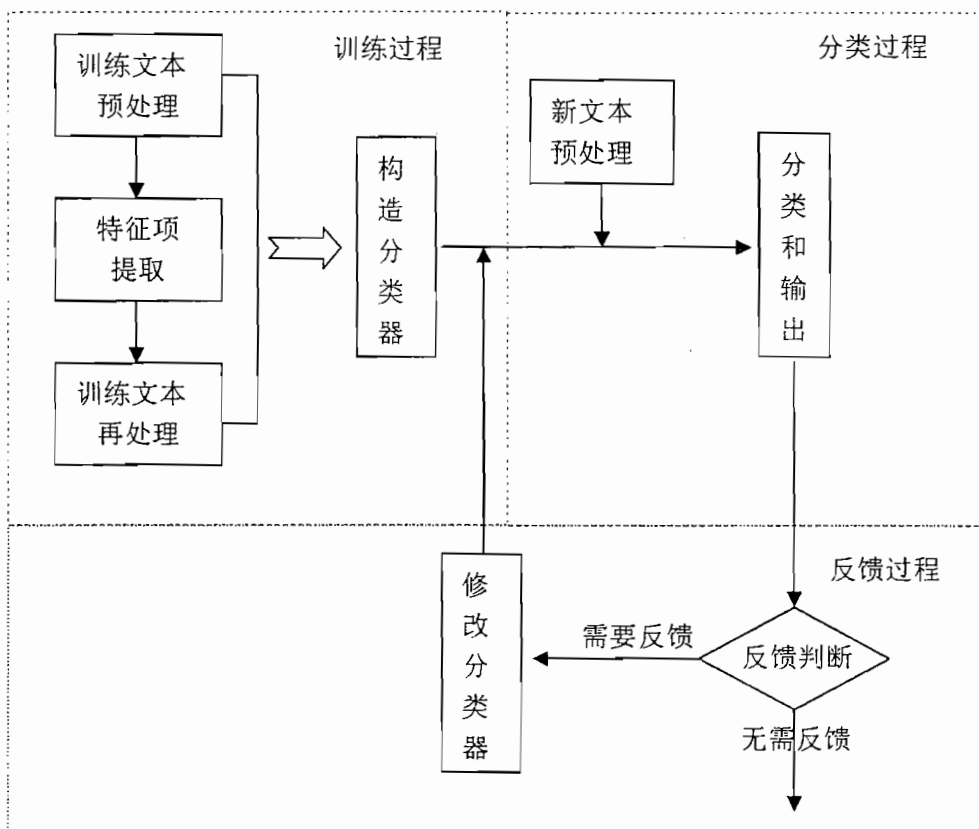 训练过程
训练文本
预处理
特征项
提取
训练文本
再处理
构造分类器
分类过程
新文本
预处理
分类和输出
反馈过程
反馈判断
需要反馈
无需反馈
修改分类器